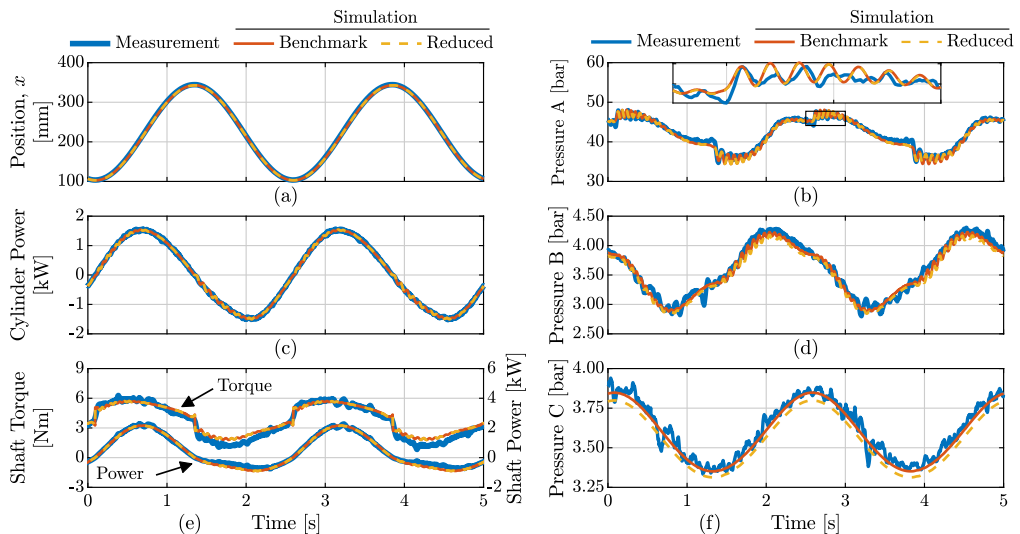 Simulation
Measurement Benchmark Reduced
Position, x
[mm]
400
300
200
100
(a)
Simulation
Measurement Benchmark Reduced
Pressure A [bar]
60
50
40
30
(b)
Cylinder Power
[kW]
2
1
0
-1
-2
(c)
Pressure B [bar]
4.50
4.00
3.50
3.00
2.50
(d)
Shaft Torque
[Nm]
9
6
3
0
-3
Torque
Power
6
4
2
0
-2
Shaft Power [kW]
0 1 2 3 4 5
(e) Time [s]
Pressure C [bar]
4.00
3.75
3.50
3.25
0 1 2 3 4 5
(f) Time [s]